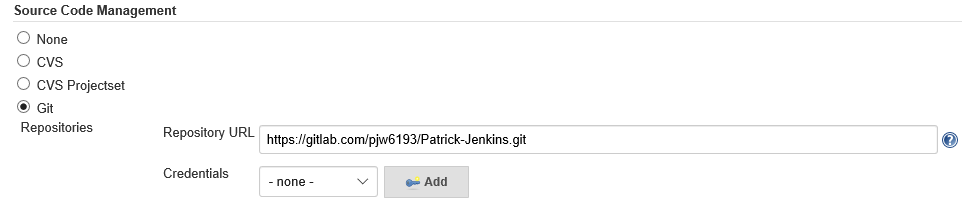 Source Code Management
None
CVS
CVS Projectset
Git
Repositories
Repository URL https://gitlab.com/pjw6193/Patrick-Jenkins.git ?
Credentials - none - Add